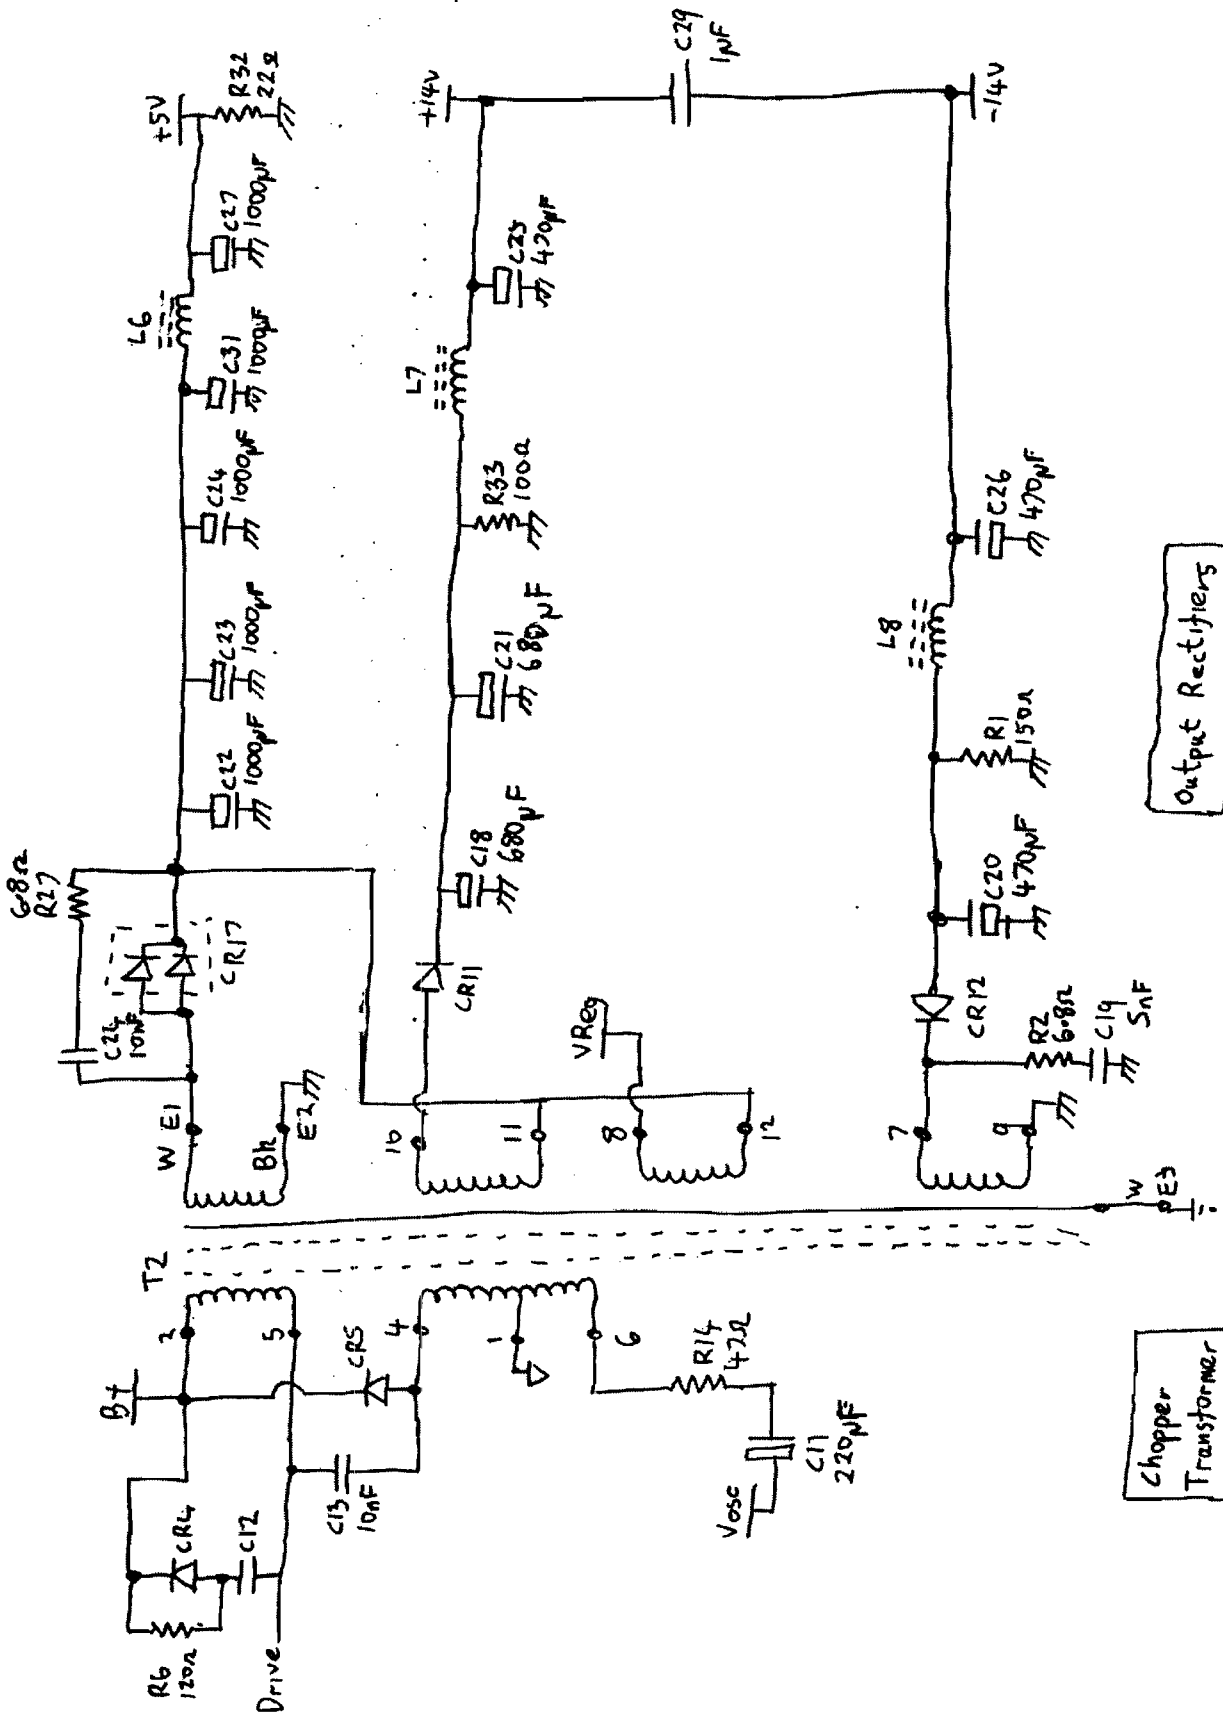 R6
120Ω
CR4
C12
Drive
B+
C13
10nF
CR5
T2
2
5
4
1
6
R14
47Ω
C17
220µF
Vosc
Chopper
Transformer
W E1
Bk
E2
10
11
8
12
7
9
W
E3
VReg
68Ω
R27
10nF
CR17
C22
1000µF
C23
1000µF
C24
1000µF
C31
1000µF
L6
C27
1000µF
+5V
R32
22Ω
CR11
C18
680µF
C21
680µF
R33
100Ω
L7
C25
470µF
+14V
C29
1µF
-14V
CR12
R2
68Ω
C19
5nF
C20
470µF
R1
150Ω
L8
C26
470µF
Output Rectifiers